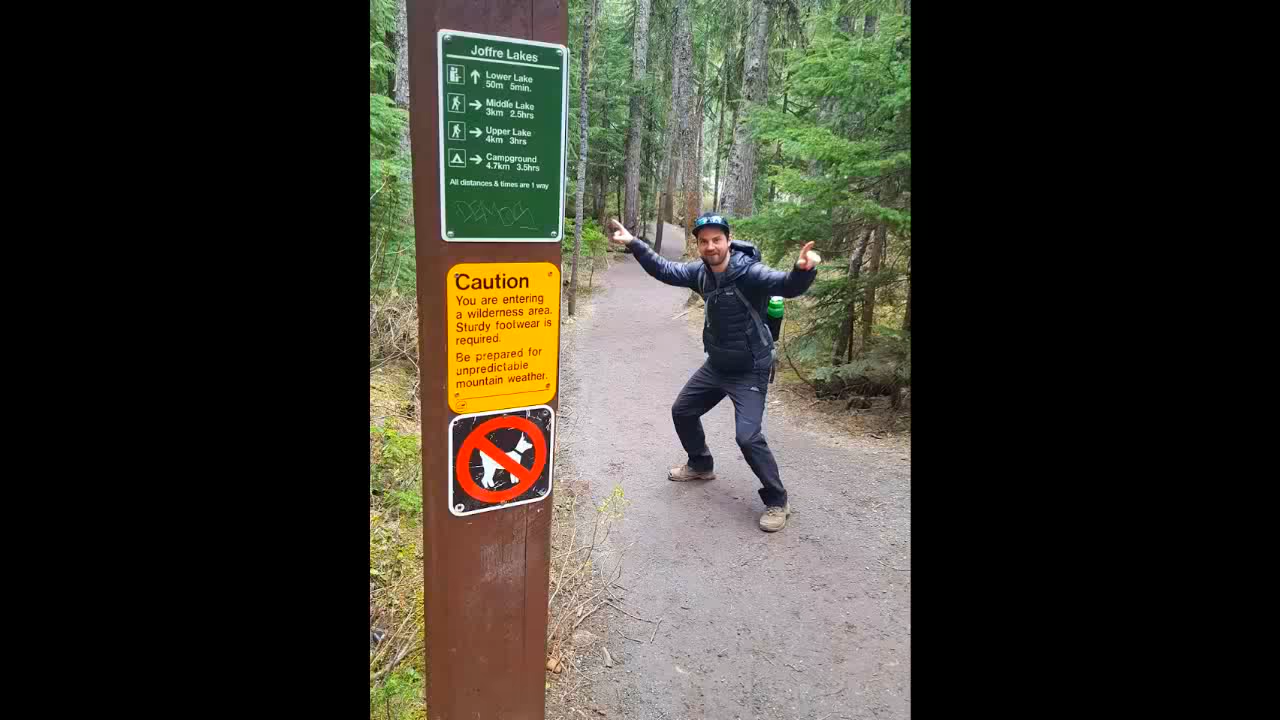 Joffre Lakes
Lower Lake
50m 5min.
Middle Lake
3km 2.5hrs
Upper Lake
4km 3hrs
Campground
4.7km 3.5hrs
All distances & times are 1 way
Caution
You are entering
a wilderness area.
Sturdy footwear is
required.
Be prepared for
unpredictable
mountain weather.